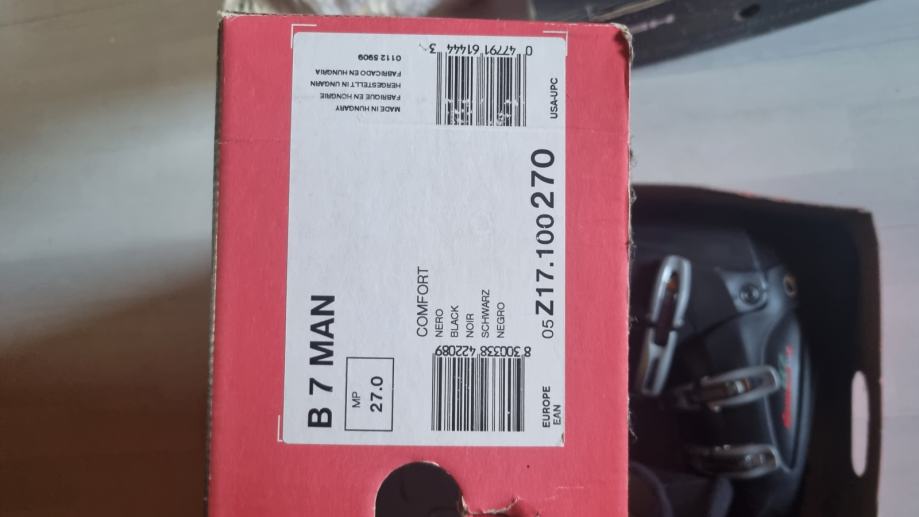 B 7 MAN
MP
27.0
MADE IN HUNGARY
FABRIQUE EN HONGRIE
HERGESTELLT IN UNGARN
FABRICADO EN HUNGRIA
0112 5909
COMFORT
NERO
BLACK
NOIR
SCHWARZ
NEGRO
8 300338 422089
0 47791 61444 3
05 Z17.100270
EUROPE
EAN
USA-UPC